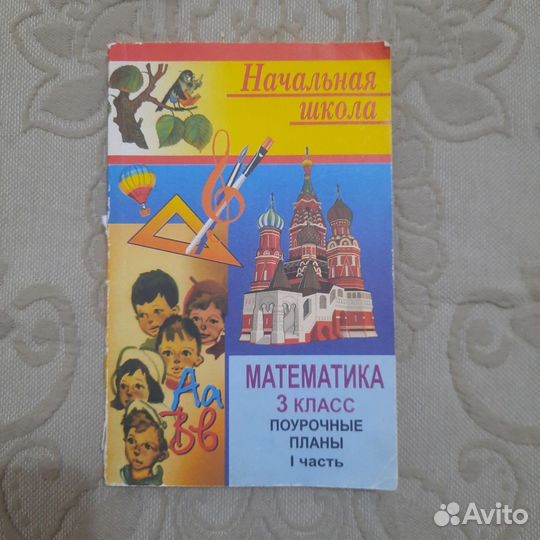 Начальная
школа
Аа
Вв
МАТЕМАТИКА
3 КЛАСС
ПОУРОЧНЫЕ
ПЛАНЫ
I часть
Avito